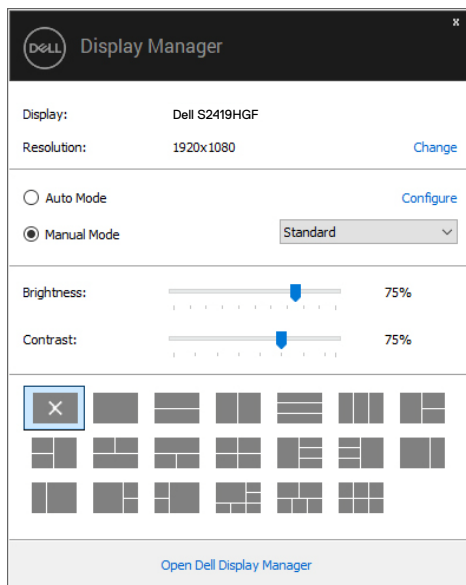 x
DELL Display Manager
Display: Dell S2419HGF
Resolution: 1920x1080 Change
Auto Mode Configure
Manual Mode Standard
Brightness: 75%
Contrast: 75%
Open Dell Display Manager